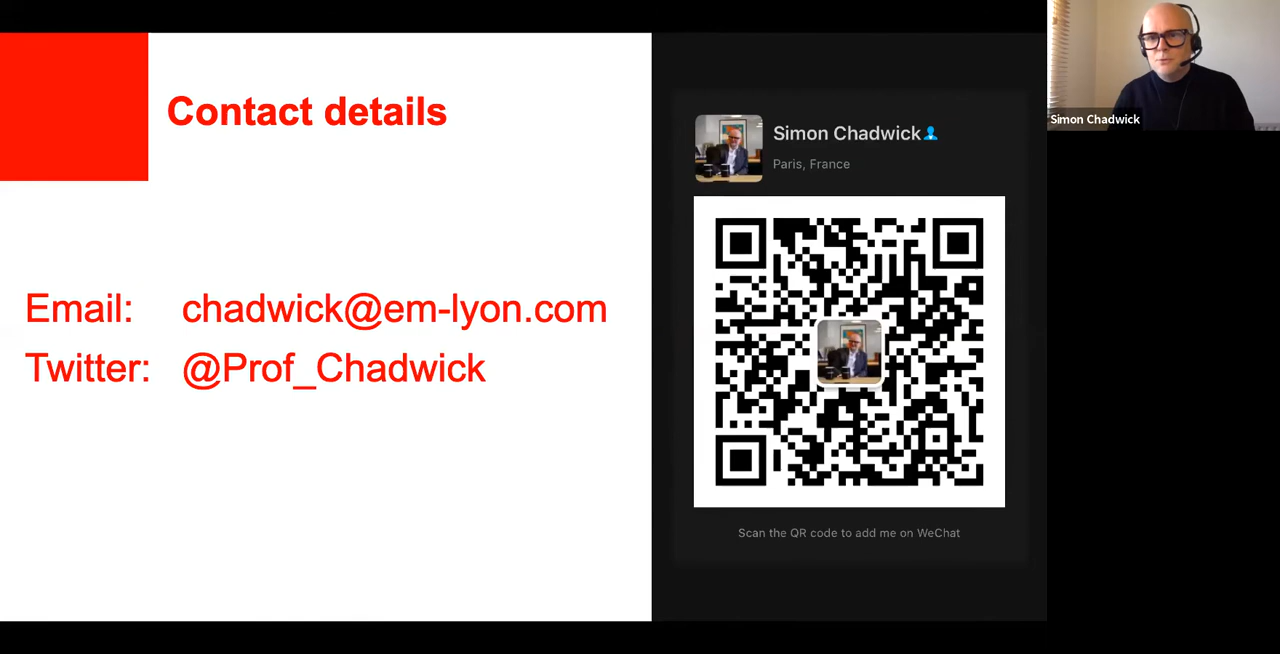 Contact details
Email: chadwick@em-lyon.com
Twitter: @Prof_Chadwick
Simon Chadwick
Paris, France
Scan the QR code to add me on WeChat
Simon Chadwick